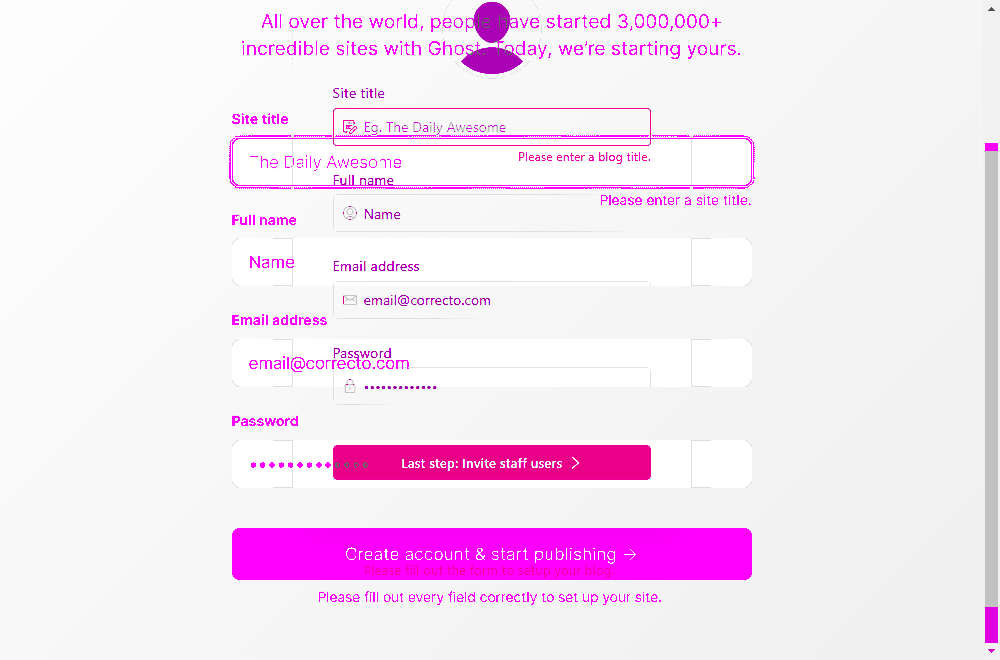 All over the world, people have started 3,000,000+
incredible sites with Ghost. Today, we’re starting yours.
Site title
Site title
Eg. The Daily Awesome
The Daily Awesome
Please enter a blog title.
Full name
Please enter a site title.
Full name
Name
Name
Email address
email@correcto.com
Email address
Password
email@correcto.com
Password
Last step: Invite staff users
Create account & start publishing →
Please fill out the form to setup your blog.
Please fill out every field correctly to set up your site.